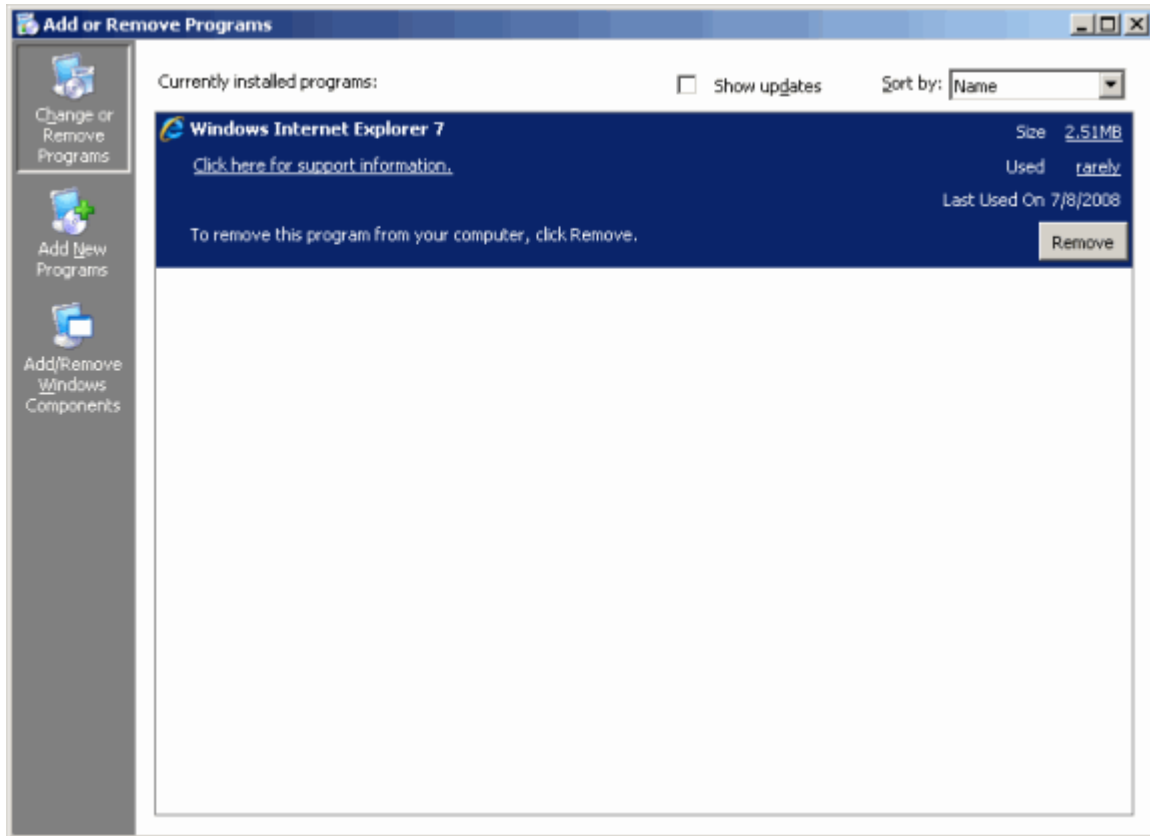 Add or Remove Programs
Change or
Remove
Programs
Add New
Programs
Add/Remove
Windows
Components
Currently installed programs:
Show updates
Sort by: Name
Windows Internet Explorer 7
Size 2.51MB
Click here for support information.
Used rarely
Last Used On 7/8/2008
To remove this program from your computer, click Remove.
Remove